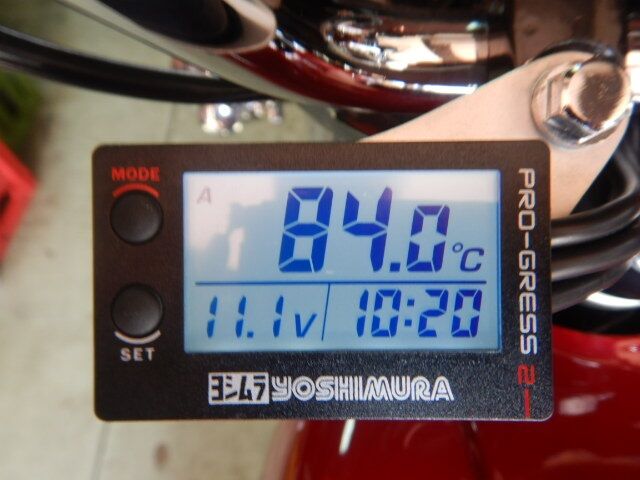 MODE
A
84.0°C
11.1V
10:20
SET
ヨシムラ YOSHIMURA
PRO-GRESS 2